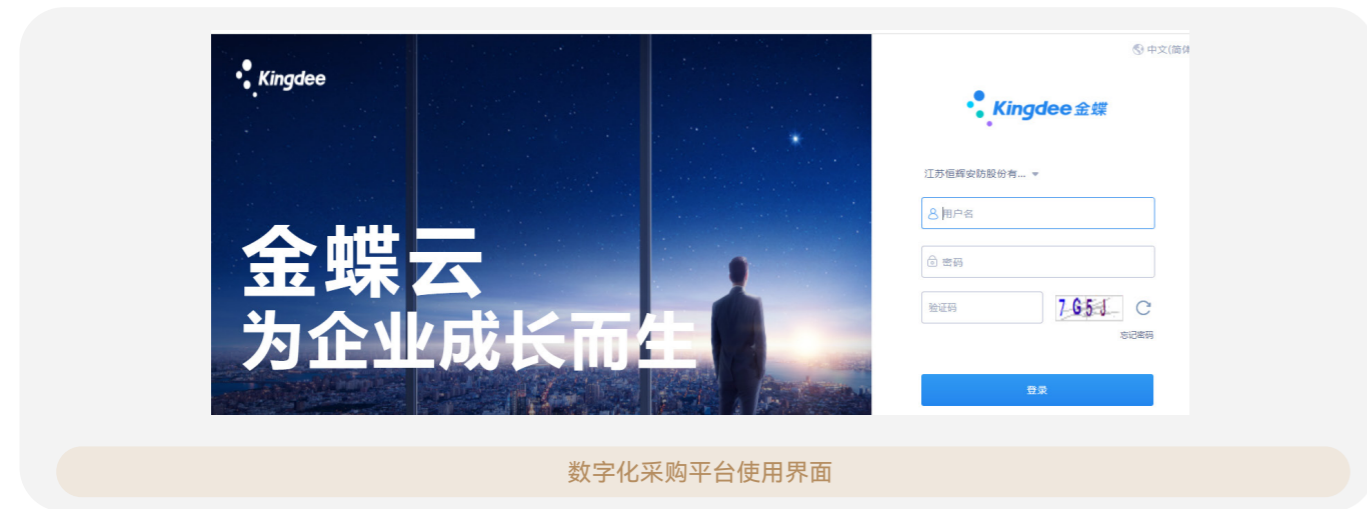 Kingdee
金蝶云
为企业成长而生
中文(简体
Kingdee金蝶
江苏恒辉安防股份有...
用户名
密码
验证码
7G5J
忘记密码
登录
数字化采购平台使用界面